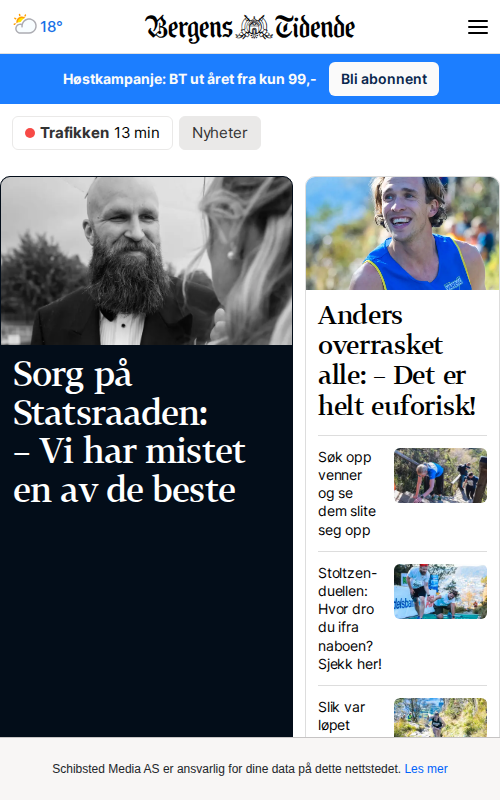 18°
Bergens Tidende
Høstkampanje: BT ut året fra kun 99,-
Bli abonnent
Trafikken 13 min
Nyheter
Sorg på
Statsraaden:
– Vi har mistet
en av de beste
Anders
overrasket
alle: – Det er
helt euforisk!
Søk opp
venner
og se
dem slite
seg opp
Stoltzen-
duellen:
Hvor dro
du ifra
naboen?
Sjekk her!
Slik var
løpet
Schibsted Media AS er ansvarlig for dine data på dette nettstedet. Les mer